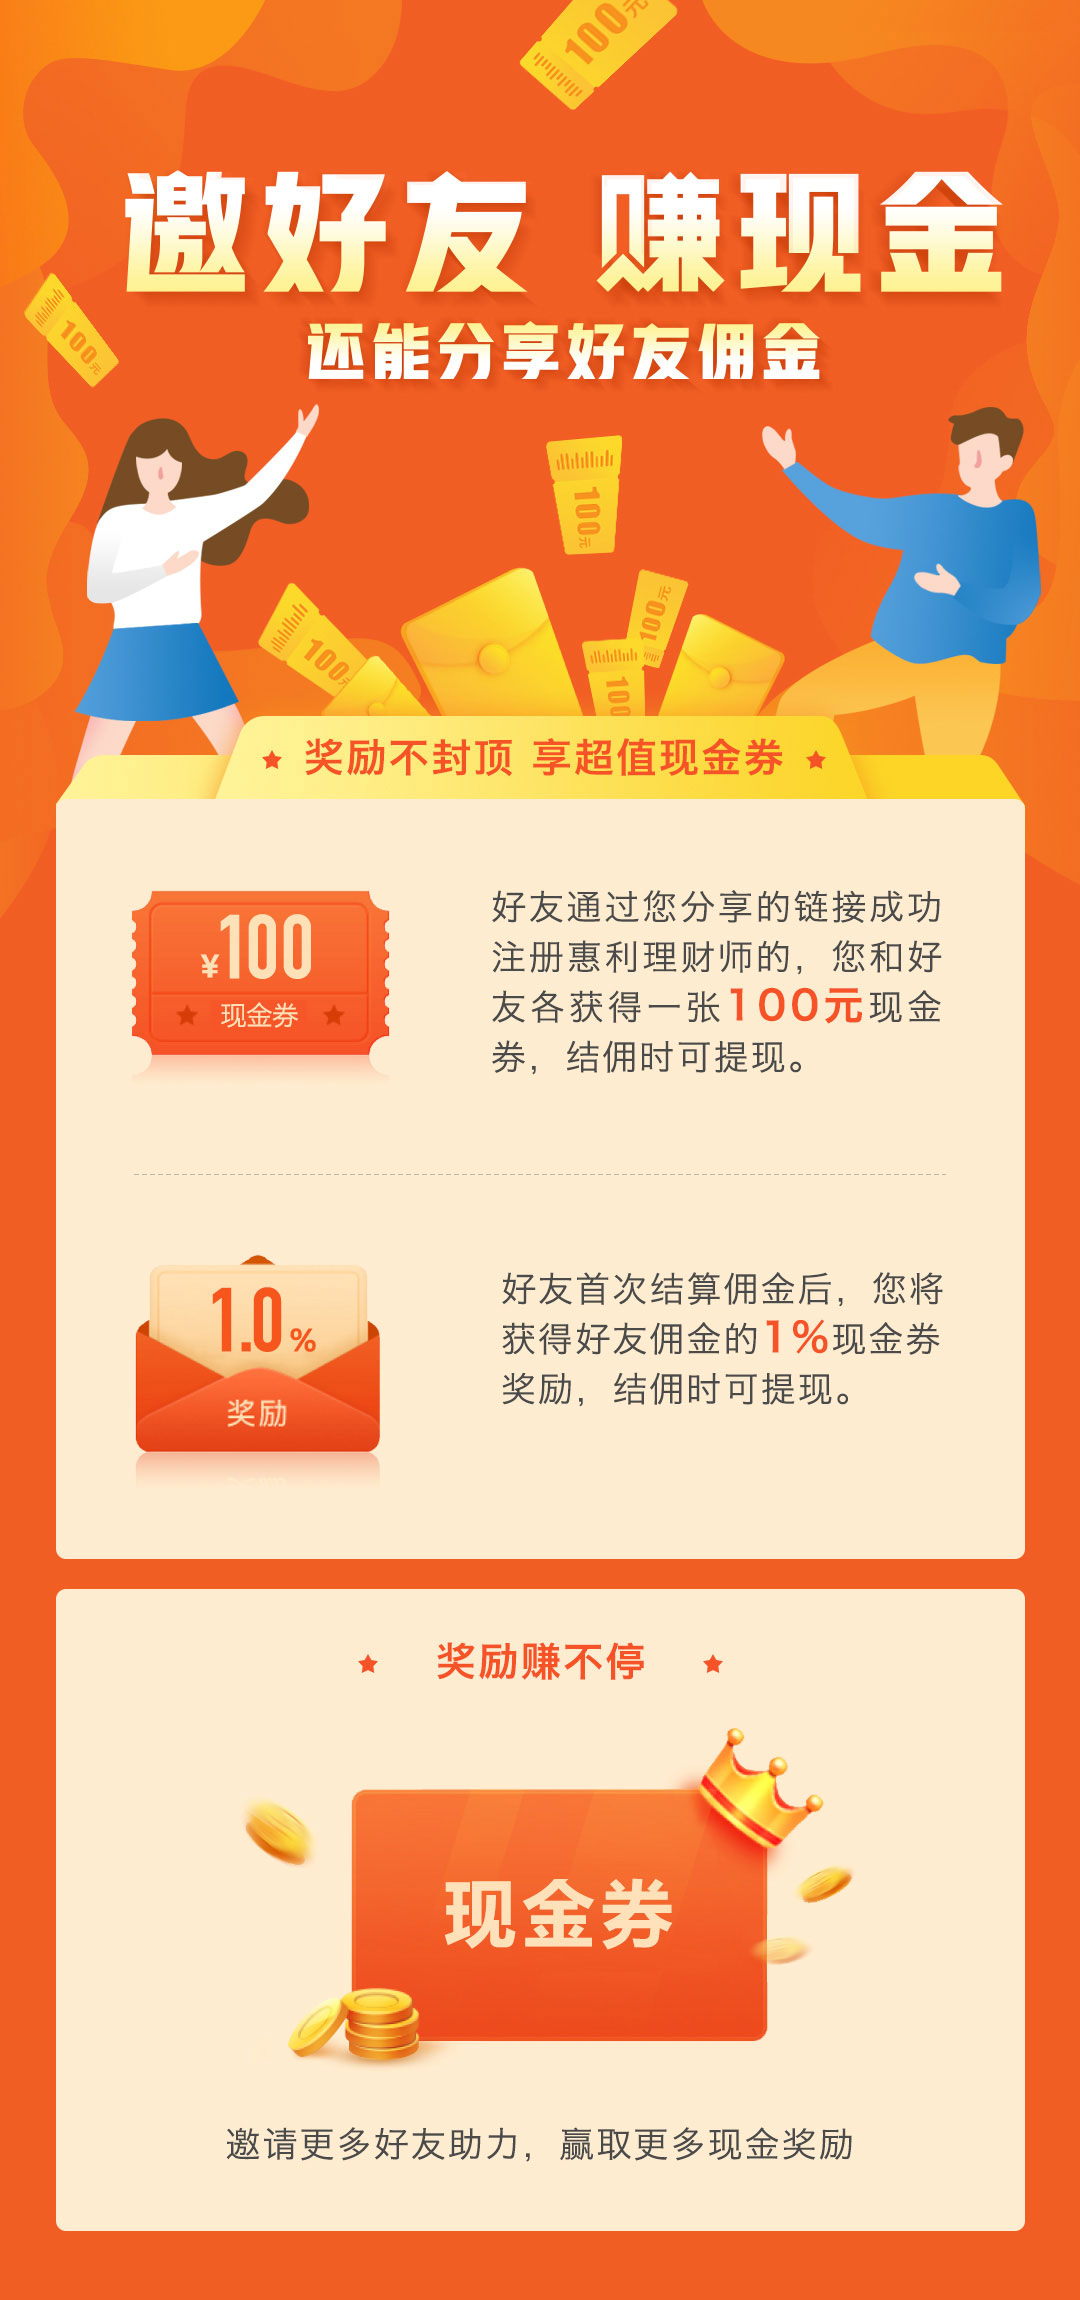 100元
邀好友 赚现金
还能分享好友佣金
100元
100元
100元
100元
100
奖励不封顶 享超值现金券
¥100
现金券
好友通过您分享的链接成功
注册惠利理财师的，您和好
友各获得一张100元现金
券，结佣时可提现。
1.0%
奖励
好友首次结算佣金后，您将
获得好友佣金的1%现金券
奖励，结佣时可提现。
奖励赚不停
现金券
邀请更多好友助力，赢取更多现金奖励